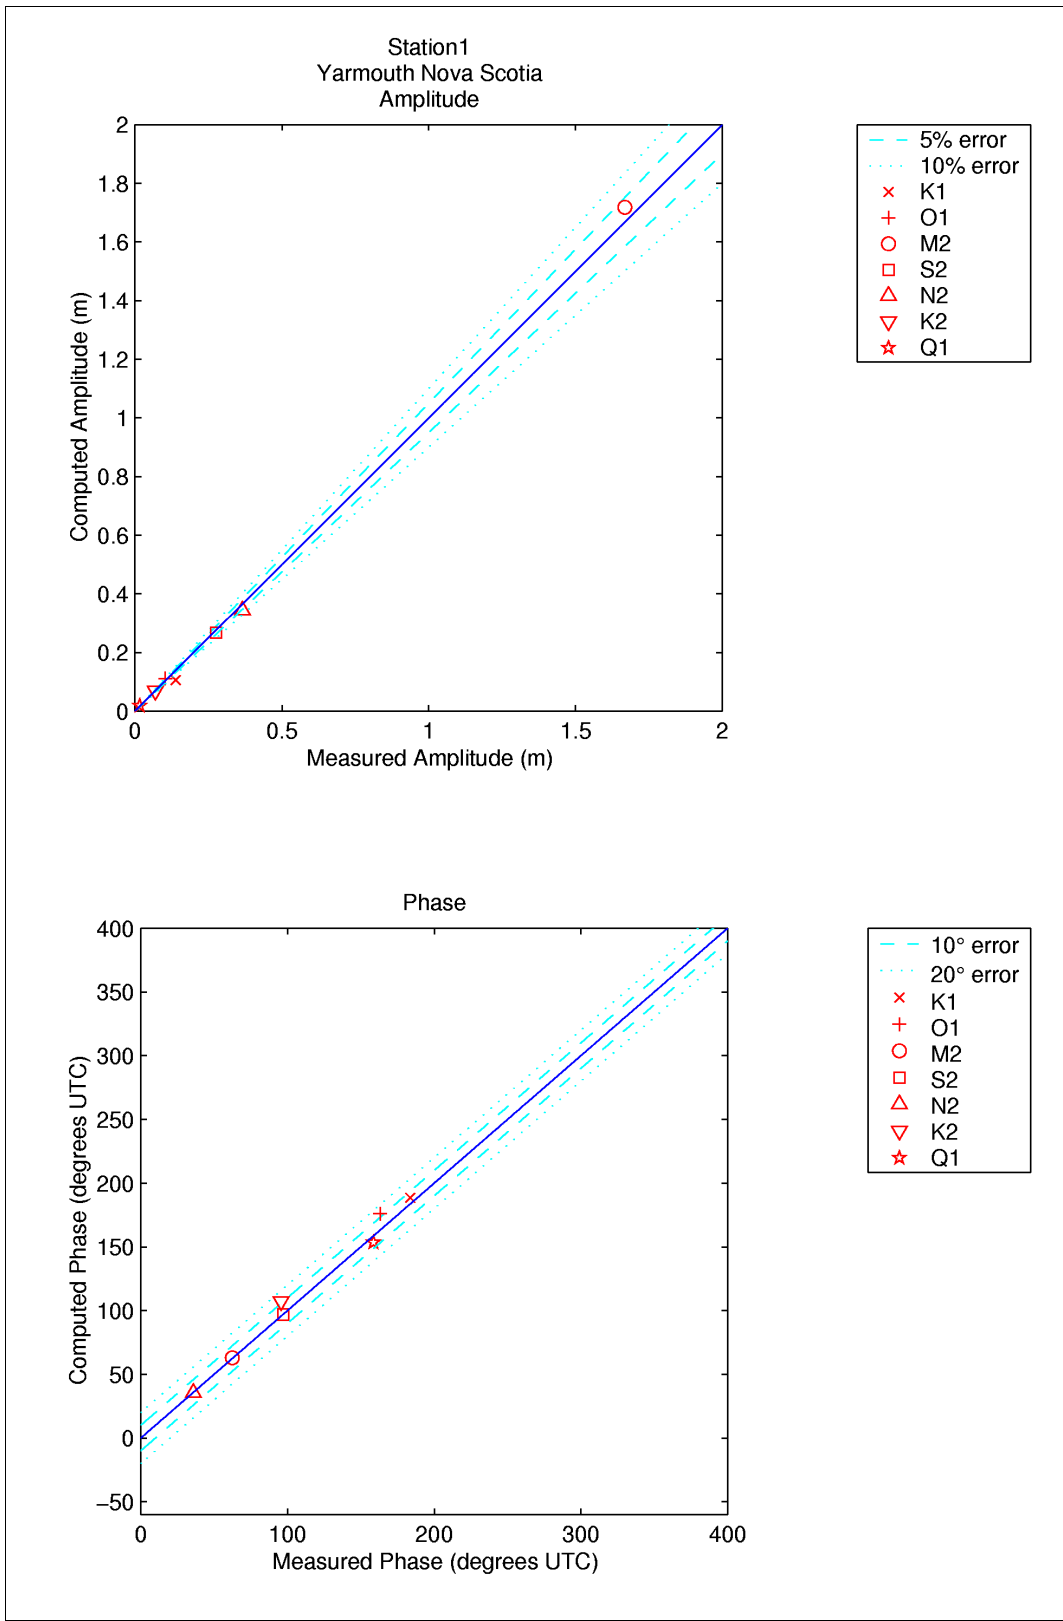 Station1
Yarmouth Nova Scotia
Amplitude
2
1.8
1.6
1.4
1.2
1
0.8
0.6
0.4
0.2
0
Computed Amplitude (m)
0 0.5 1 1.5 2
Measured Amplitude (m)
5% error
10% error
K1
O1
M2
S2
N2
K2
Q1
Phase
400
350
300
250
200
150
100
50
0
−50
Computed Phase (degrees UTC)
0 100 200 300 400
Measured Phase (degrees UTC)
10° error
20° error
K1
O1
M2
S2
N2
K2
Q1